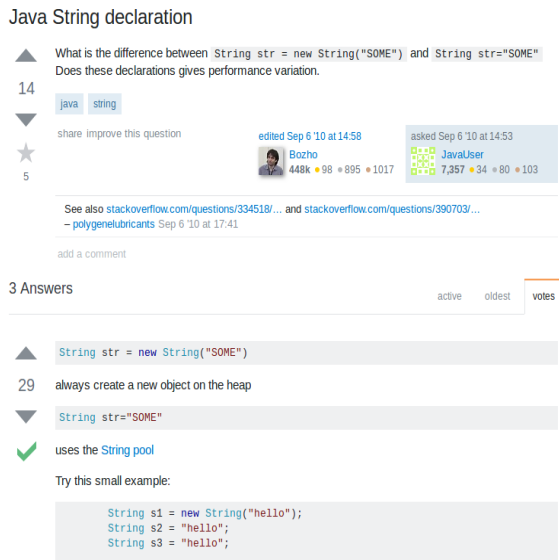 Java String declaration
What is the difference between String str = new String("SOME") and String str="SOME"
Does these declarations gives performance variation.
14
java string
share improve this question
edited Sep 6 '10 at 14:58
Bozho
448k 98 895 1017
asked Sep 6 '10 at 14:53
JavaUser
7,357 34 80 103
5
See also stackoverflow.com/questions/334518/… and stackoverflow.com/questions/390703/…
– polygenelubricants Sep 6 '10 at 17:41
add a comment
3 Answers
active oldest votes
String str = new String("SOME")
29
always create a new object on the heap
String str="SOME"
uses the String pool
Try this small example:
String s1 = new String("hello");
String s2 = "hello";
String s3 = "hello";